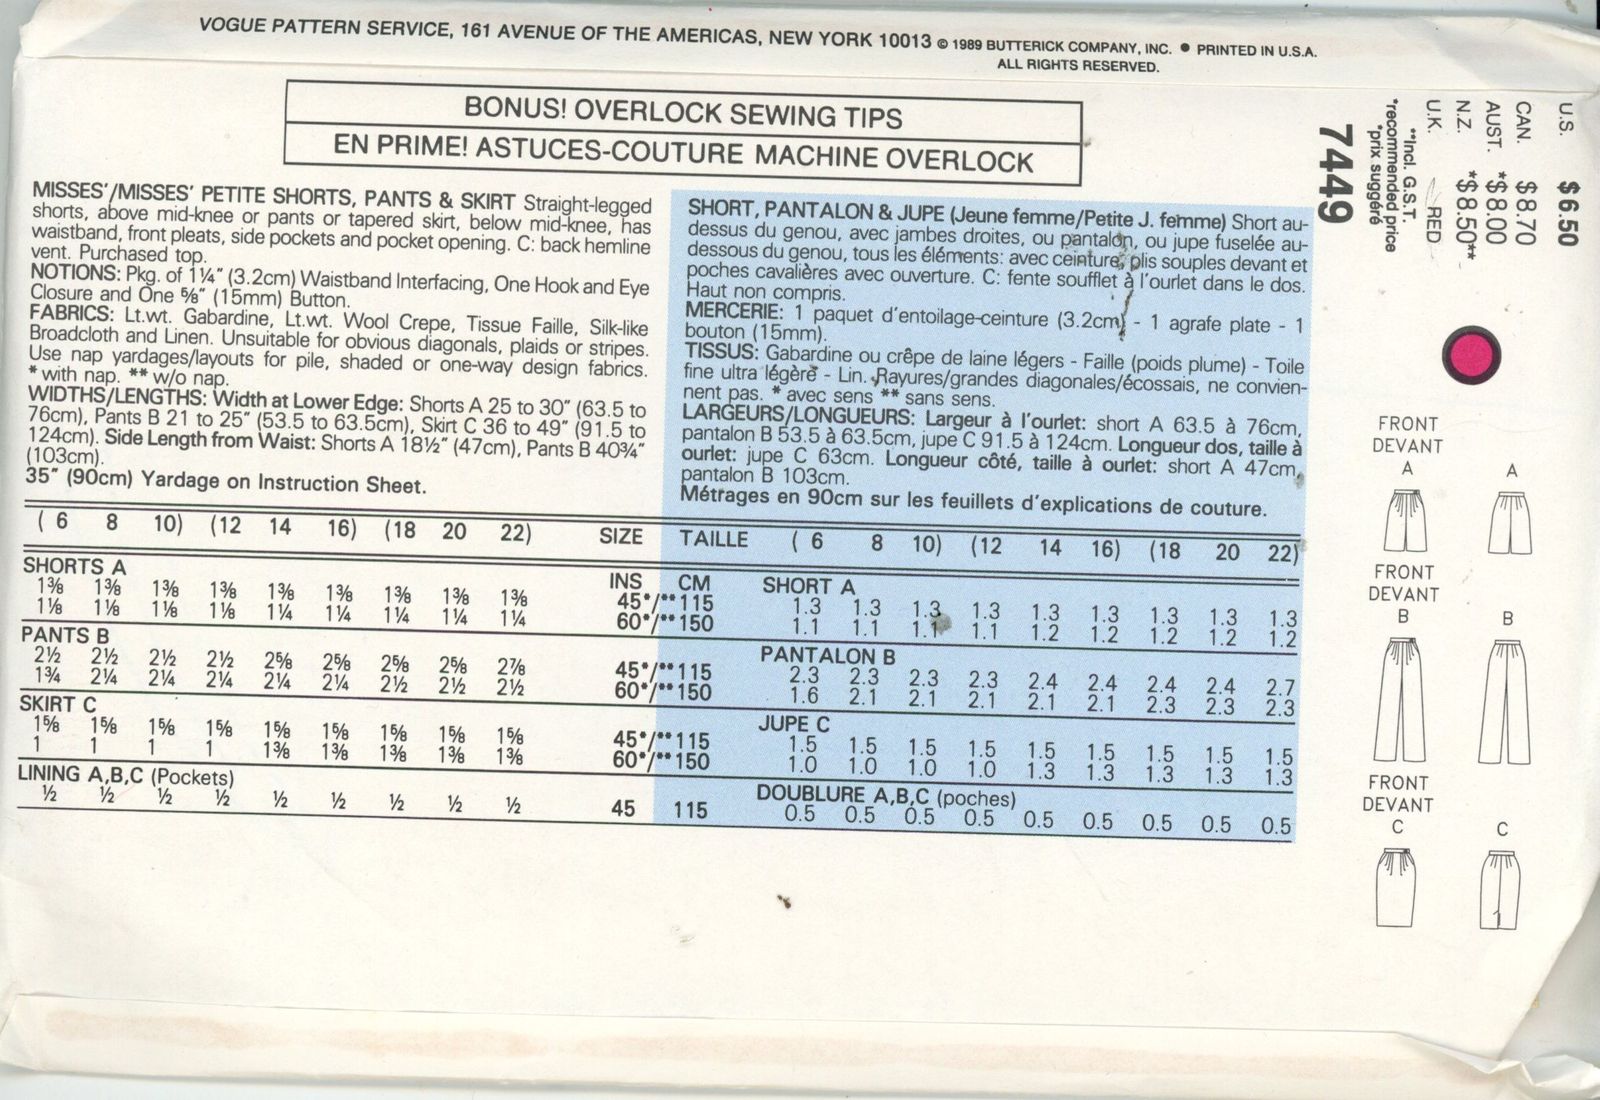 VOGUE PATTERN SERVICE, 161 AVENUE OF THE AMERICAS, NEW YORK 10013 © 1989 BUTTERICK COMPANY, INC. ● PRINTED IN U.S.A.
ALL RIGHTS RESERVED.
BONUS! OVERLOCK SEWING TIPS
EN PRIME! ASTUCES-COUTURE MACHINE OVERLOCK
MISSES'/MISSES' PETITE SHORTS, PANTS & SKIRT Straight-legged
shorts, above mid-knee or pants or tapered skirt, below mid-knee, has
waistband, front pleats, side pockets and pocket opening. C: back hemline
vent. Purchased top.
NOTIONS: Pkg. of 1¼" (3.2cm) Waistband Interfacing, One Hook and Eye
Closure and One ⅝" (15mm) Button.
FABRICS: Lt.wt. Gabardine, Lt.wt. Wool Crepe, Tissue Faille, Silk-like
Broadcloth and Linen. Unsuitable for obvious diagonals, plaids or stripes.
Use nap yardages/layouts for pile, shaded or one-way design fabrics.
* with nap. ** w/o nap.
WIDTHS/LENGTHS: Width at Lower Edge: Shorts A 25 to 30" (63.5 to
76cm), Pants B 21 to 25" (53.5 to 63.5cm), Skirt C 36 to 49" (91.5 to
124cm). Side Length from Waist: Shorts A 18½" (47cm), Pants B 40¾"
(103cm).
35" (90cm) Yardage on Instruction Sheet.
SHORT, PANTALON & JUPE (Jeune femme/Petite J. femme) Short au-
dessus du genou, avec jambes droites, ou pantalon, ou jupe fuselée au-
dessous du genou, tous les éléments: avec ceinture, plis souples devant et
poches cavalières avec ouverture. C: fente soufflet à l'ourlet dans le dos.
Haut non compris.
MERCERIE: 1 paquet d'entoilage-ceinture (3.2cm) - 1 agrafe plate - 1
bouton (15mm).
TISSUS: Gabardine ou crêpe de laine légers - Faille (poids plume) - Toile
fine ultra légère - Lin. Rayures/grandes diagonales/écossais, ne convien-
nent pas. * avec sens ** sans sens.
LARGEURS/LONGUEURS: Largeur à l'ourlet: short A 63.5 à 76cm,
pantalon B 53.5 à 63.5cm, jupe C 91.5 à 124cm. Longueur dos, taille à
ourlet: jupe C 63cm. Longueur côté, taille à ourlet: short A 47cm,
pantalon B 103cm.
Métrages en 90cm sur les feuillets d'explications de couture.
( 6 8 10) (12 14 16) (18 20 22) SIZE TAILLE ( 6 8 10) (12 14 16) (18 20 22)
SHORTS A INS CM SHORT A
1⅜ 1⅜ 1⅜ 1⅜ 1⅜ 1⅜ 1⅜ 1⅜ 1⅜ 45*/** 115 1.3 1.3 1.3 1.3 1.3 1.3 1.3 1.3 1.3
1⅛ 1⅛ 1⅛ 1⅛ 1¼ 1¼ 1¼ 1¼ 1¼ 60*/** 150 1.1 1.1 1.1 1.1 1.2 1.2 1.2 1.2 1.2
PANTS B PANTALON B
2½ 2½ 2½ 2½ 2⅝ 2⅝ 2⅝ 2⅝ 2⅞ 45*/** 115 2.3 2.3 2.3 2.3 2.4 2.4 2.4 2.4 2.7
1¾ 2¼ 2¼ 2¼ 2¼ 2¼ 2½ 2½ 2½ 60*/** 150 1.6 2.1 2.1 2.1 2.1 2.1 2.3 2.3 2.3
SKIRT C JUPE C
1⅝ 1⅝ 1⅝ 1⅝ 1⅝ 1⅝ 1⅝ 1⅝ 1⅝ 45*/** 115 1.5 1.5 1.5 1.5 1.5 1.5 1.5 1.5 1.5
1 1 1 1 1⅜ 1⅜ 1⅜ 1⅜ 1⅜ 60*/** 150 1.0 1.0 1.0 1.0 1.3 1.3 1.3 1.3 1.3
LINING A,B,C (Pockets) DOUBLURE A,B,C (poches)
½ ½ ½ ½ ½ ½ ½ ½ ½ 45 115 0.5 0.5 0.5 0.5 0.5 0.5 0.5 0.5 0.5
U.S. $6.50
CAN. $8.70
AUST. *$8.00
N.Z. *$8.50**
U.K. RED
**Incl. G.S.T.
*recommended price
*prix suggéré
7449
FRONT
DEVANT
A A
FRONT
DEVANT
B B
FRONT
DEVANT
C C